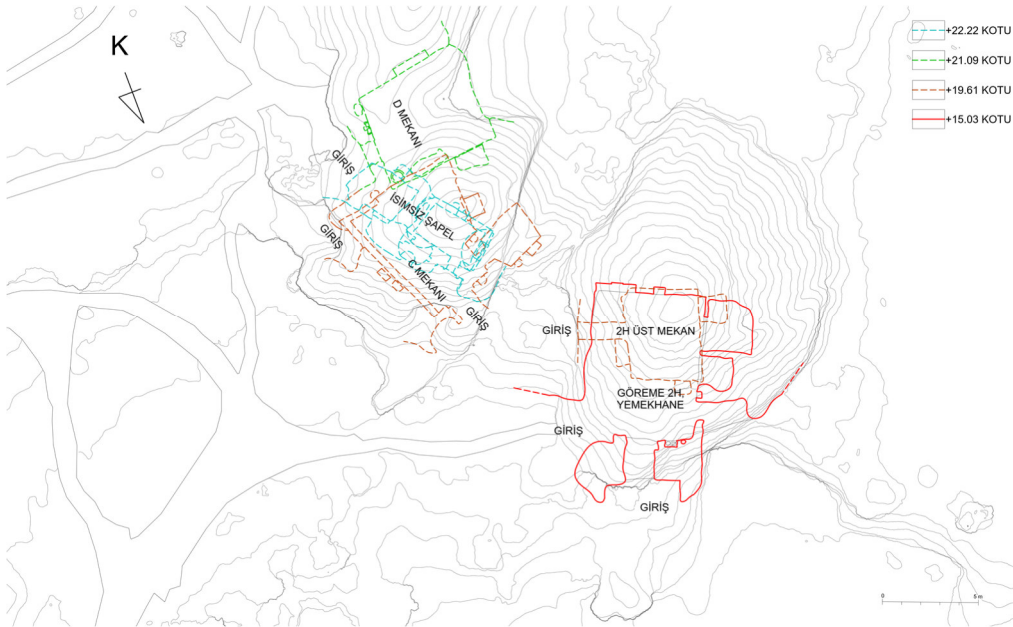 K
+22.22 KOTU
+21.09 KOTU
+19.61 KOTU
+15.03 KOTU
D MEKANI
GİRİŞ
İSİMSİZ ŞAPEL
GİRİŞ
C MEKANI
GİRİŞ
GİRİŞ
2H ÜST MEKAN
GÖREME 2H,
YEMEKHANE
GİRİŞ
GİRİŞ
0
5 m